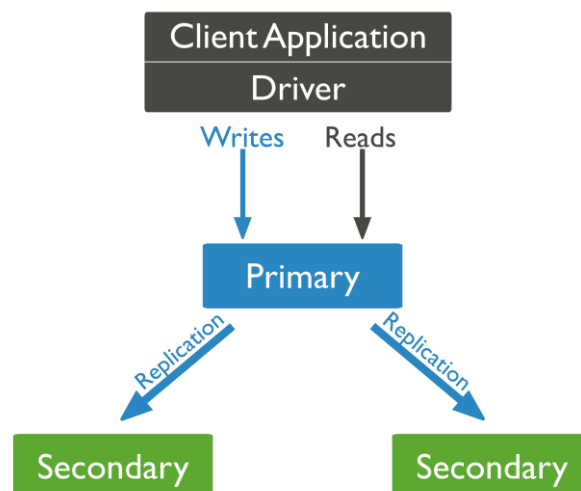 Client Application
Driver
Writes Reads
Primary
Replication Replication
Secondary Secondary